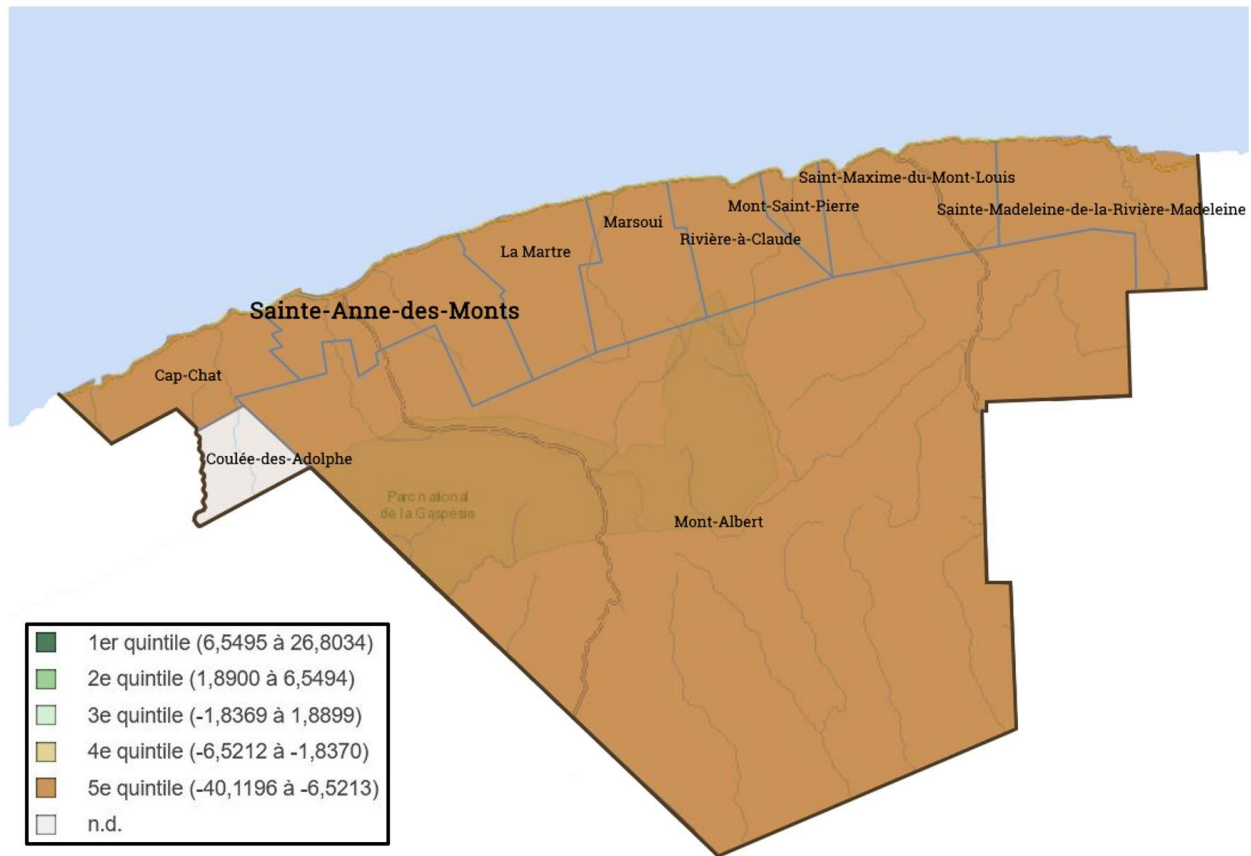 Saint-Maxime-du-Mont-Louis
Mont-Saint-Pierre
Sainte-Madeleine-de-la-Rivière-Madeleine
Marsoui
Rivière-à-Claude
La Martre
Sainte-Anne-des-Monts
Cap-Chat
Coulée-des-Adolphe
Parc national
de la Gaspésie
Mont-Albert
1er quintile (6,5495 à 26,8034)
2e quintile (1,8900 à 6,5494)
3e quintile (-1,8369 à 1,8899)
4e quintile (-6,5212 à -1,8370)
5e quintile (-40,1196 à -6,5213)
n.d.